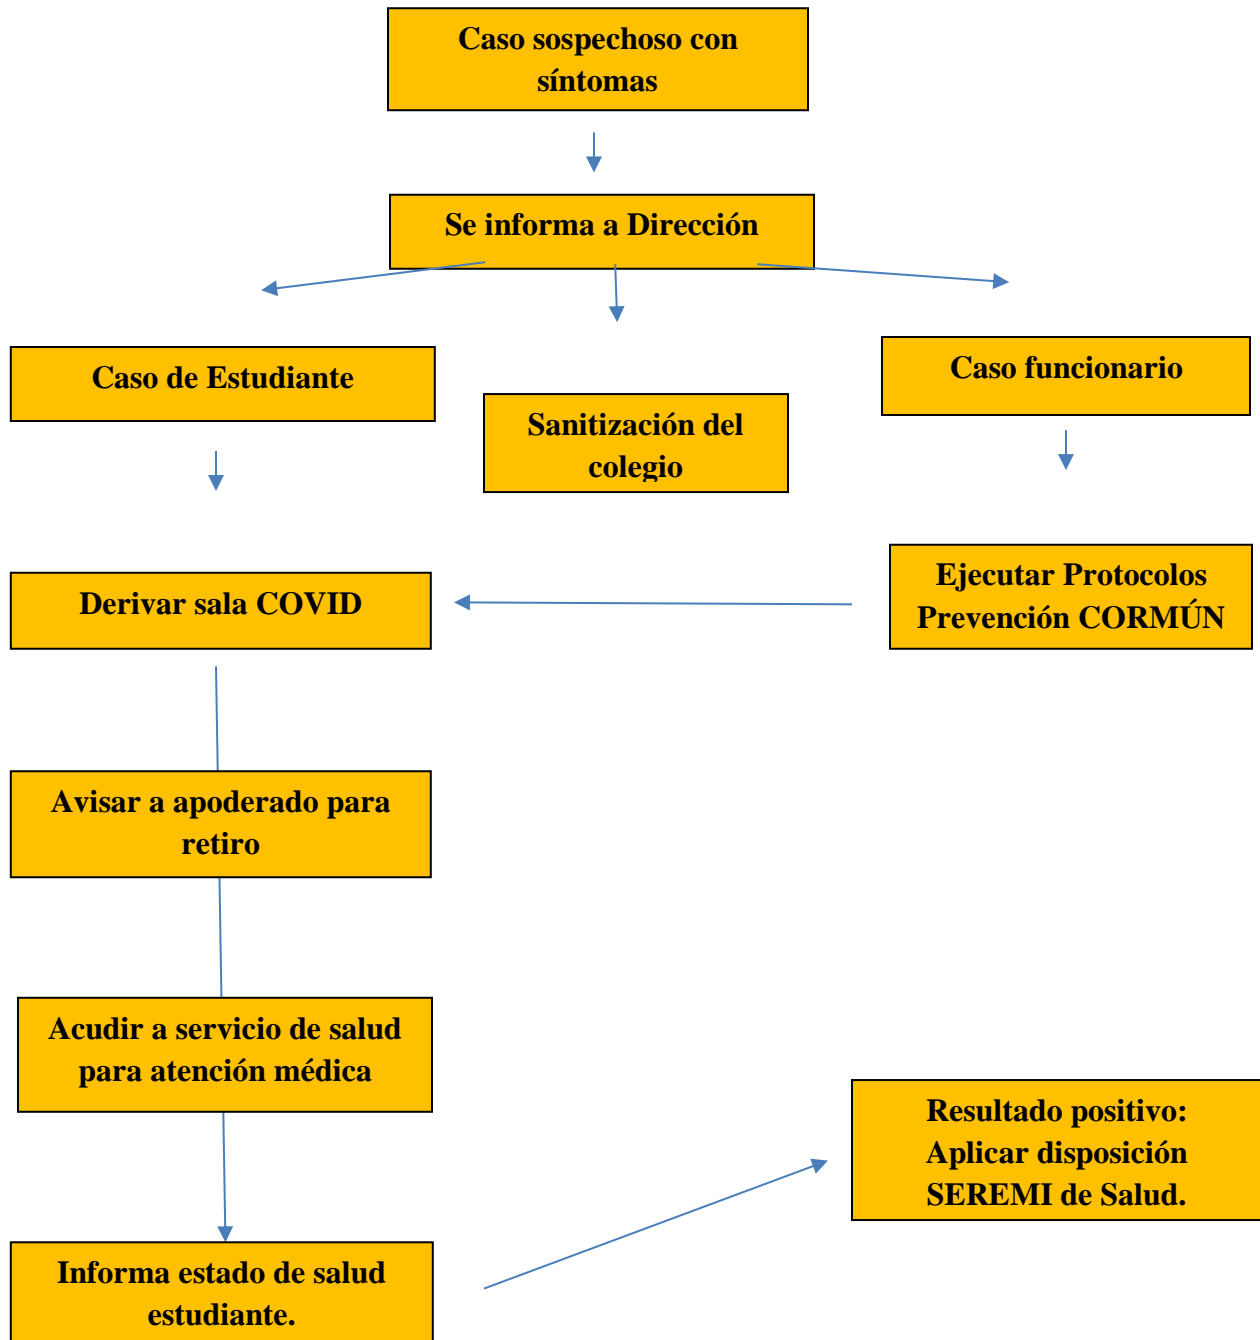 Caso sospechoso con
síntomas
Se informa a Dirección
Caso de Estudiante
Sanitización del
colegio
Caso funcionario
Derivar sala COVID
Ejecutar Protocolos
Prevención CORMÚN
Avisar a apoderado para
retiro
Acudir a servicio de salud
para atención médica
Resultado positivo:
Aplicar disposición
SEREMI de Salud.
Informa estado de salud
estudiante.